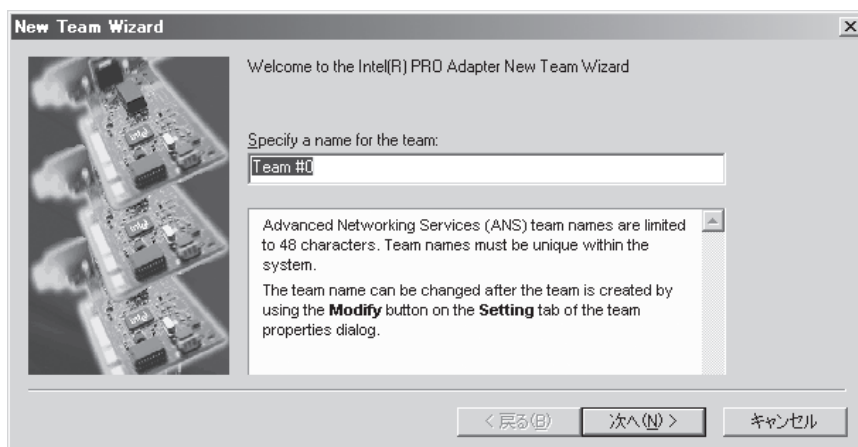 New Team Wizard
Welcome to the Intel(R) PRO Adapter New Team Wizard
Specify a name for the team:
Team #0
Advanced Networking Services (ANS) team names are limited
to 48 characters. Team names must be unique within the
system.
The team name can be changed after the team is created by
using the Modify button on the Setting tab of the team
properties dialog.
< 戻る(B)
次へ(N) >
キャンセル
intel
intel
intel